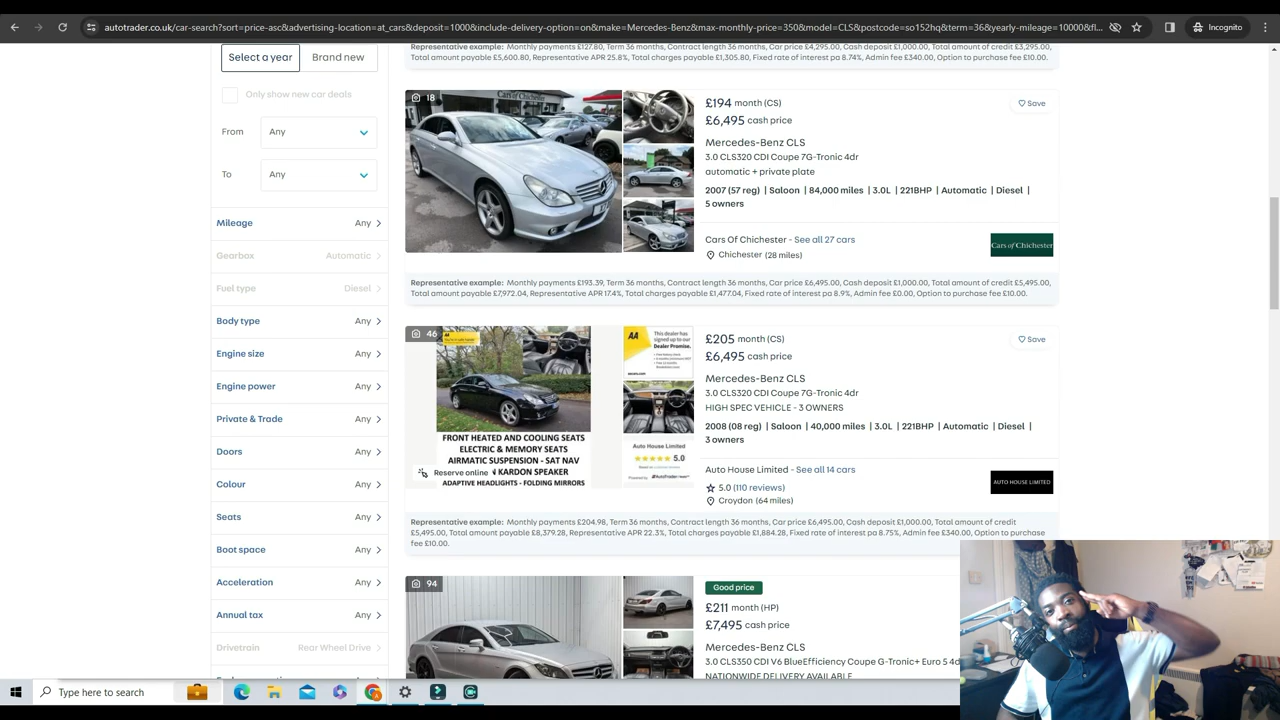 autotrader.co.uk/car-search?sort=price-asc&advertising-location=at_cars&deposit=1000&include-delivery-option=on&make=Mercedes-Benz&max-monthly-price=350&model=CLS&postcode=so152hq&term=36&yearly-mileage=10000&fl...
Incognito
Select a year
Brand new
Only show new car deals
From
Any
To
Any
Mileage
Any
Gearbox
Automatic
Fuel type
Diesel
Body type
Any
Engine size
Any
Engine power
Any
Private & Trade
Any
Doors
Any
Colour
Any
Seats
Any
Boot space
Any
Acceleration
Any
Annual tax
Any
Drivetrain
Rear Wheel Drive
Representative example: Monthly payments £127.80, Term 36 months, Contract length 36 months, Car price £4,295.00, Cash deposit £1,000.00, Total amount of credit £3,295.00,
Total amount payable £5,600.80, Representative APR 25.8%, Total charges payable £1,305.80, Fixed rate of interest pa 8.74%, Admin fee £340.00, Option to purchase fee £10.00.
18
£194 month (CS)
Save
£6,495 cash price
Mercedes-Benz CLS
3.0 CLS320 CDI Coupe 7G-Tronic 4dr
automatic + private plate
2007 (57 reg) | Saloon | 84,000 miles | 3.0L | 221BHP | Automatic | Diesel |
5 owners
Cars Of Chichester - See all 27 cars
Cars of Chichester
Chichester (28 miles)
Representative example: Monthly payments £193.39, Term 36 months, Contract length 36 months, Car price £6,495.00, Cash deposit £1,000.00, Total amount of credit £5,495.00,
Total amount payable £7,972.04, Representative APR 17.4%, Total charges payable £1,477.04, Fixed rate of interest pa 8.9%, Admin fee £0.00, Option to purchase fee £10.00.
46
AA
FRONT HEATED AND COOLING SEATS
ELECTRIC & MEMORY SEATS
AIRMATIC SUSPENSION - SAT NAV
KARDON SPEAKER
ADAPTIVE HEADLIGHTS - FOLDING MIRRORS
Reserve online
AA
This dealer has
signed up to our
Dealer Promise.
Auto House Limited
5.0
£205 month (CS)
Save
£6,495 cash price
Mercedes-Benz CLS
3.0 CLS320 CDI Coupe 7G-Tronic 4dr
HIGH SPEC VEHICLE - 3 OWNERS
2008 (08 reg) | Saloon | 40,000 miles | 3.0L | 221BHP | Automatic | Diesel |
3 owners
Auto House Limited - See all 14 cars
AUTO HOUSE LIMITED
5.0 (110 reviews)
Croydon (64 miles)
Representative example: Monthly payments £204.98, Term 36 months, Contract length 36 months, Car price £6,495.00, Cash deposit £1,000.00, Total amount of credit
£5,495.00, Total amount payable £8,379.28, Representative APR 22.3%, Total charges payable £1,884.28, Fixed rate of interest pa 8.75%, Admin fee £340.00, Option to purchase
fee £10.00.
94
Good price
£211 month (HP)
£7,495 cash price
Mercedes-Benz CLS
3.0 CLS350 CDI V6 BlueEfficiency Coupe G-Tronic+ Euro 5 4d
NATIONWIDE DELIVERY AVAILABLE
Type here to search